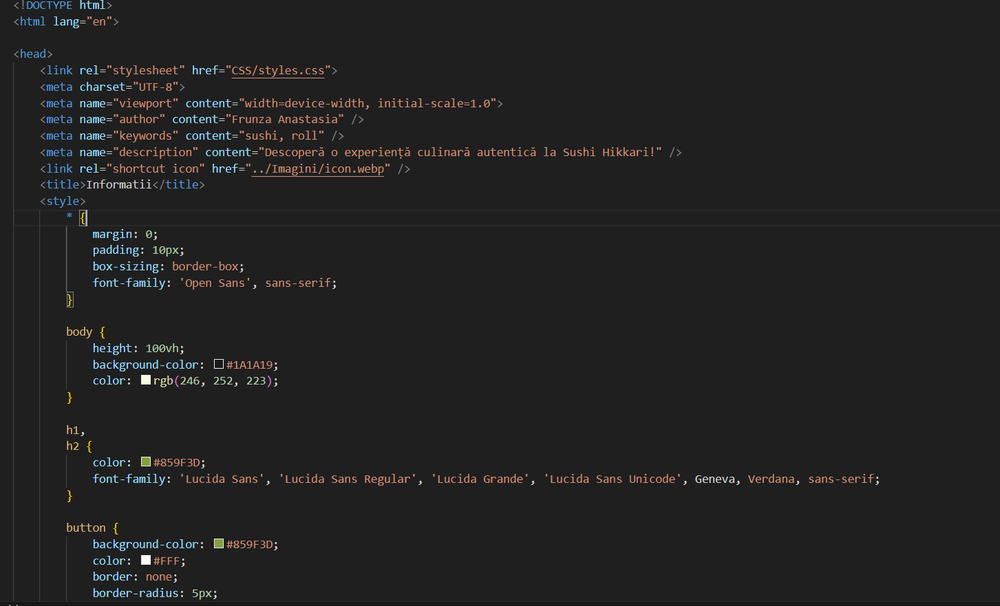 <!DOCTYPE html>
<html lang="en">
<head>
<link rel="stylesheet" href="CSS/styles.css">
<meta charset="UTF-8">
<meta name="viewport" content="width=device-width, initial-scale=1.0">
<meta name="author" content="Frunza Anastasia" />
<meta name="keywords" content="sushi, roll" />
<meta name="description" content="Descoperă o experiență culinară autentică la Sushi Hikkari!" />
<link rel="shortcut icon" href="../Imagini/icon.webp" />
<title>Informatii</title>
<style>
* {
margin: 0;
padding: 10px;
box-sizing: border-box;
font-family: 'Open Sans', sans-serif;
}
body {
height: 100vh;
background-color: #1A1A19;
color: rgb(246, 252, 223);
}
h1,
h2 {
color: #859F3D;
font-family: 'Lucida Sans', 'Lucida Sans Regular', 'Lucida Grande', 'Lucida Sans Unicode', Geneva, Verdana, sans-serif;
}
button {
background-color: #859F3D;
color: #FFF;
border: none;
border-radius: 5px;